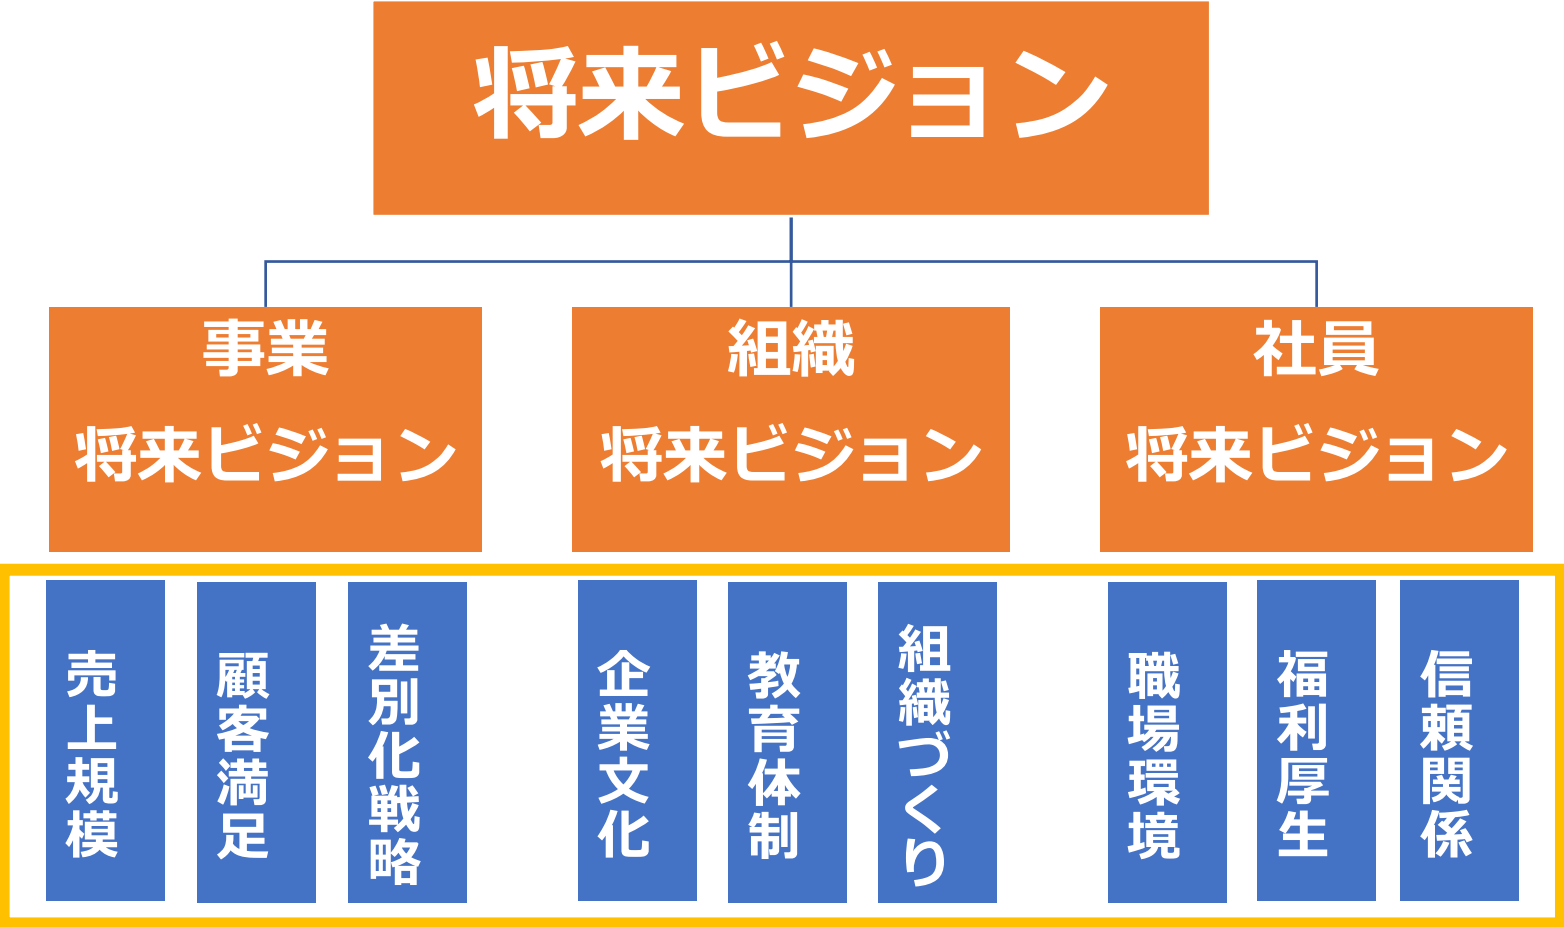 将来ビジョン
事業
将来ビジョン
組織
将来ビジョン
社員
将来ビジョン
売上規模
顧客満足
差別化戦略
企業文化
教育体制
組織づくり
職場環境
福利厚生
信頼関係